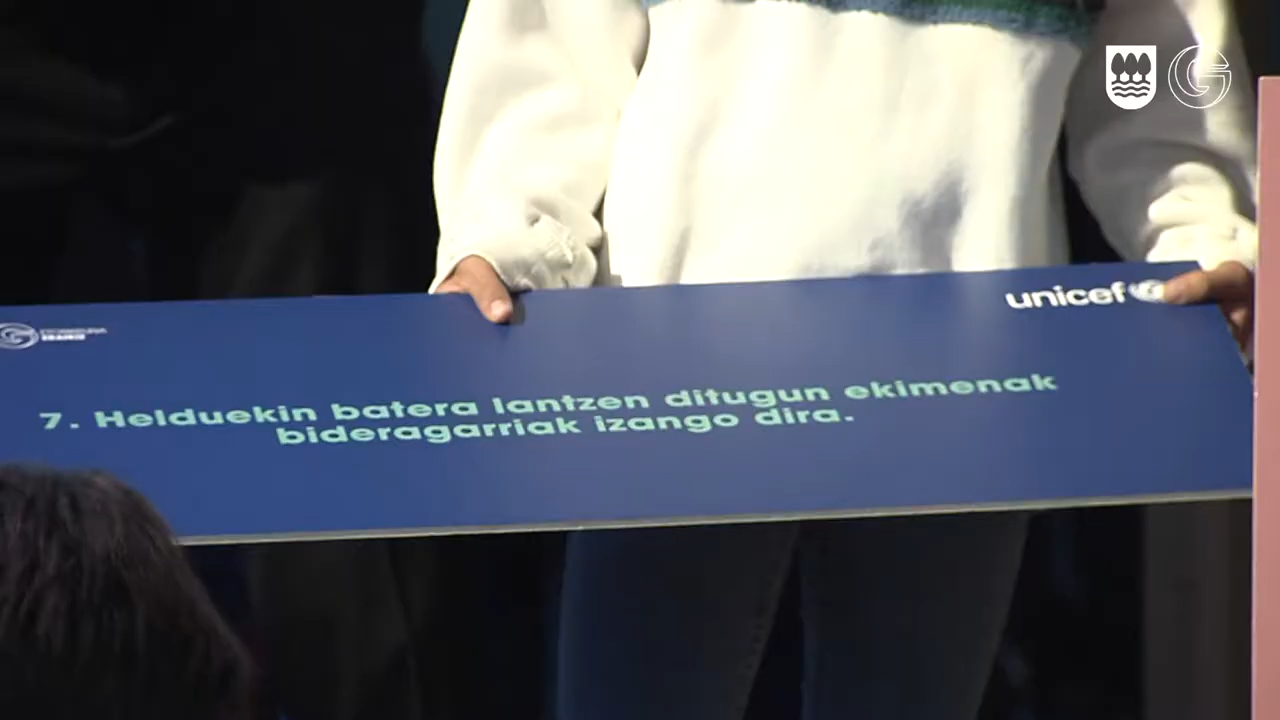 unicef
7. Helduekin batera lantzen ditugun ekimenak
bideragarriak izango dira.